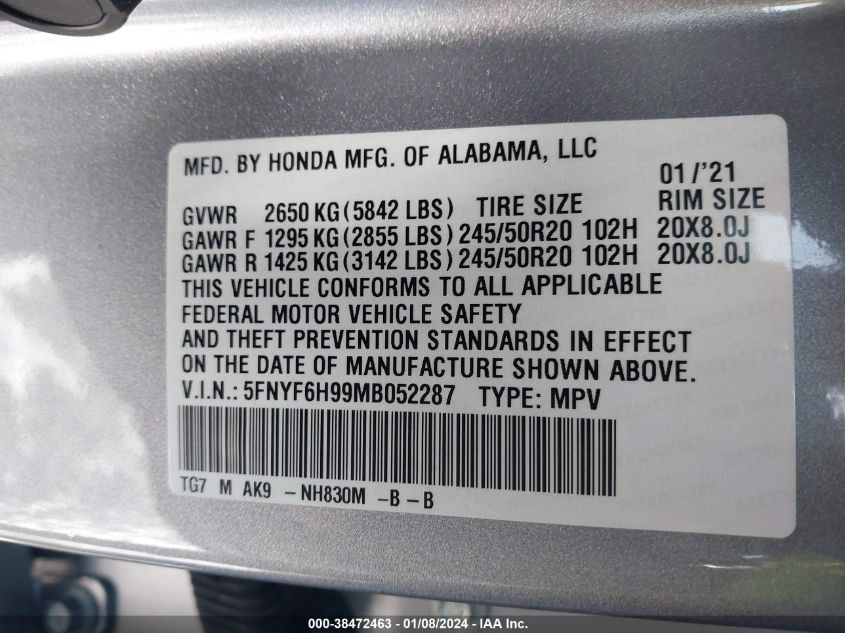 MFD. BY HONDA MFG. OF ALABAMA, LLC
01/'21
GVWR 2650 KG (5842 LBS) TIRE SIZE RIM SIZE
GAWR F 1295 KG (2855 LBS) 245/50R20 102H 20X8.0J
GAWR R 1425 KG (3142 LBS) 245/50R20 102H 20X8.0J
THIS VEHICLE CONFORMS TO ALL APPLICABLE
FEDERAL MOTOR VEHICLE SAFETY
AND THEFT PREVENTION STANDARDS IN EFFECT
ON THE DATE OF MANUFACTURE SHOWN ABOVE.
V.I.N.: 5FNYF6H99MB052287 TYPE: MPV
TG7 M AK9 -NH830M -B -B
000-38472463 - 01/08/2024 - IAA Inc.